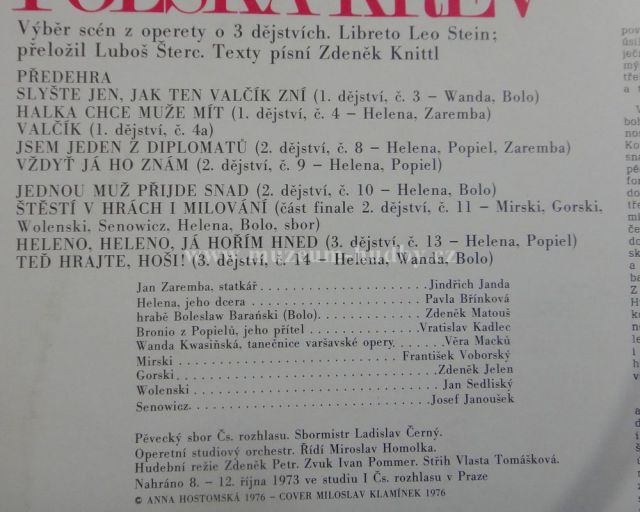 POLSKÁ KREV
Výběr scén z operety o 3 dějstvích. Libreto Leo Stein;
přeložil Luboš Šterc. Texty písní Zdeněk Knittl
PŘEDEHRA
SLYŠTE JEN, JAK TEN VALČÍK ZNÍ (1. dějství, č. 3 – Wanda, Bolo)
HALKA CHCE MUŽE MÍT (1. dějství, č. 4 – Helena, Zaremba)
VALČÍK (1. dějství, č. 4a)
JSEM JEDEN Z DIPLOMATŮ (2. dějství, č. 8 – Helena, Popiel, Zaremba)
VŽDYŤ JÁ HO ZNÁM (2. dějství, č. 9 – Helena, Popiel)
JEDNOU MUŽ PŘIJDE SNAD (2. dějství, č. 10 – Helena, Bolo)
ŠTĚSTÍ V HRÁCH I MILOVÁNÍ (část finale 2. dějství, č. 11 – Mirski, Gorski,
Wolenski, Senowicz, Helena, Bolo, sbor)
HELENO, HELENO, JÁ HOŘÍM HNED (3. dějství, č. 13 – Helena, Popiel)
TEĎ HRAJTE, HOŠI! (3. dějství, č. 14 – Helena, Wanda, Bolo)
Jan Zaremba, statkář Jindřich Janda
Helena, jeho dcera Pavla Břínková
hrabě Boleslaw Barański (Bolo) Zdeněk Matouš
Bronio z Popielů, jeho přítel Vratislav Kadlec
Wanda Kwasińská, tanečnice varšavské opery Věra Macků
Mirski František Voborský
Gorski Zdeněk Jelen
Wolenski Jan Sedliský
Senowicz Josef Janoušek
Pěvecký sbor Čs. rozhlasu. Sbormistr Ladislav Černý.
Operetní studiový orchestr. Řídí Miroslav Homolka.
Hudební režie Zdeněk Petr. Zvuk Ivan Pommer. Střih Vlasta Tomášková.
Nahráno 8. – 12. října 1973 ve studiu I Čs. rozhlasu v Praze
© ANNA HOSTOMSKÁ 1976 – COVER MILOSLAV KLAMÍNEK 1976